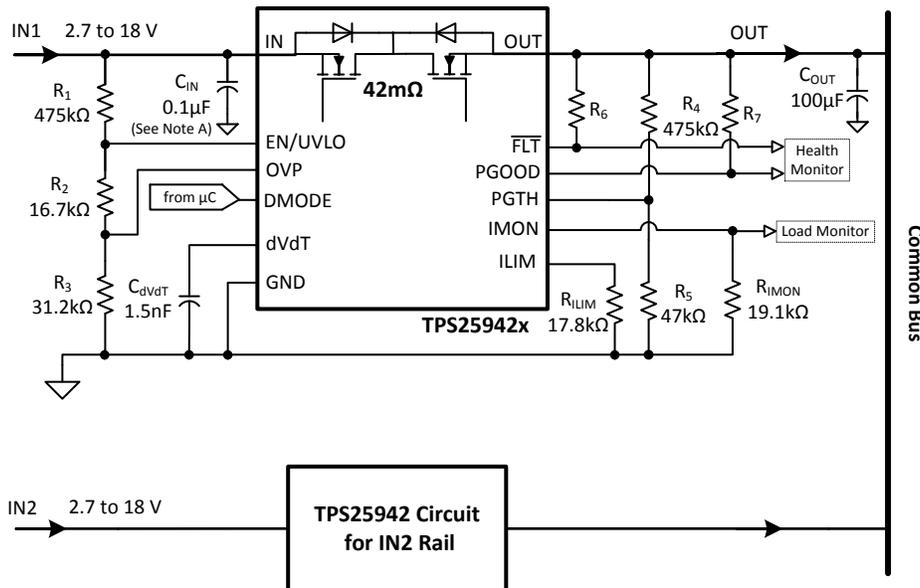 IN1
2.7 to 18 V
IN
OUT
OUT
R1
475kΩ
CIN
0.1µF
(See Note A)
42mΩ
R6
R4
475kΩ
R7
COUT
100µF
EN/UVLO
FLT
Health
Monitor
OVP
PGOOD
R2
16.7kΩ
from µC
DMODE
PGTH
IMON
Load Monitor
dVdT
ILIM
R3
31.2kΩ
CdVdT
1.5nF
GND
RILIM
17.8kΩ
R5
47kΩ
RIMON
19.1kΩ
TPS25942x
Common Bus
IN2
2.7 to 18 V
TPS25942 Circuit
for IN2 Rail